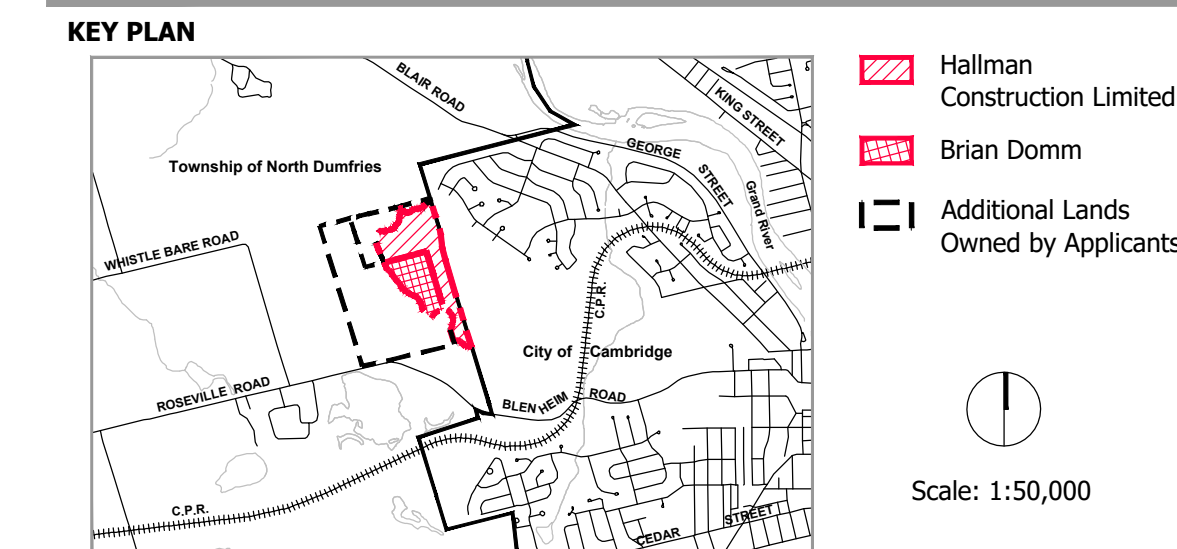 KEY PLAN
BLAIR ROAD
KING STREET
GEORGE STREET
Grand River
Township of North Dumfries
WHISTLE BARE ROAD
C.P.R.
City of Cambridge
ROSEVILLE ROAD
BLENHEIM ROAD
C.P.R.
CEDAR STREET
Hallman
Construction Limited
Brian Domm
Additional Lands
Owned by Applicants
Scale: 1:50,000